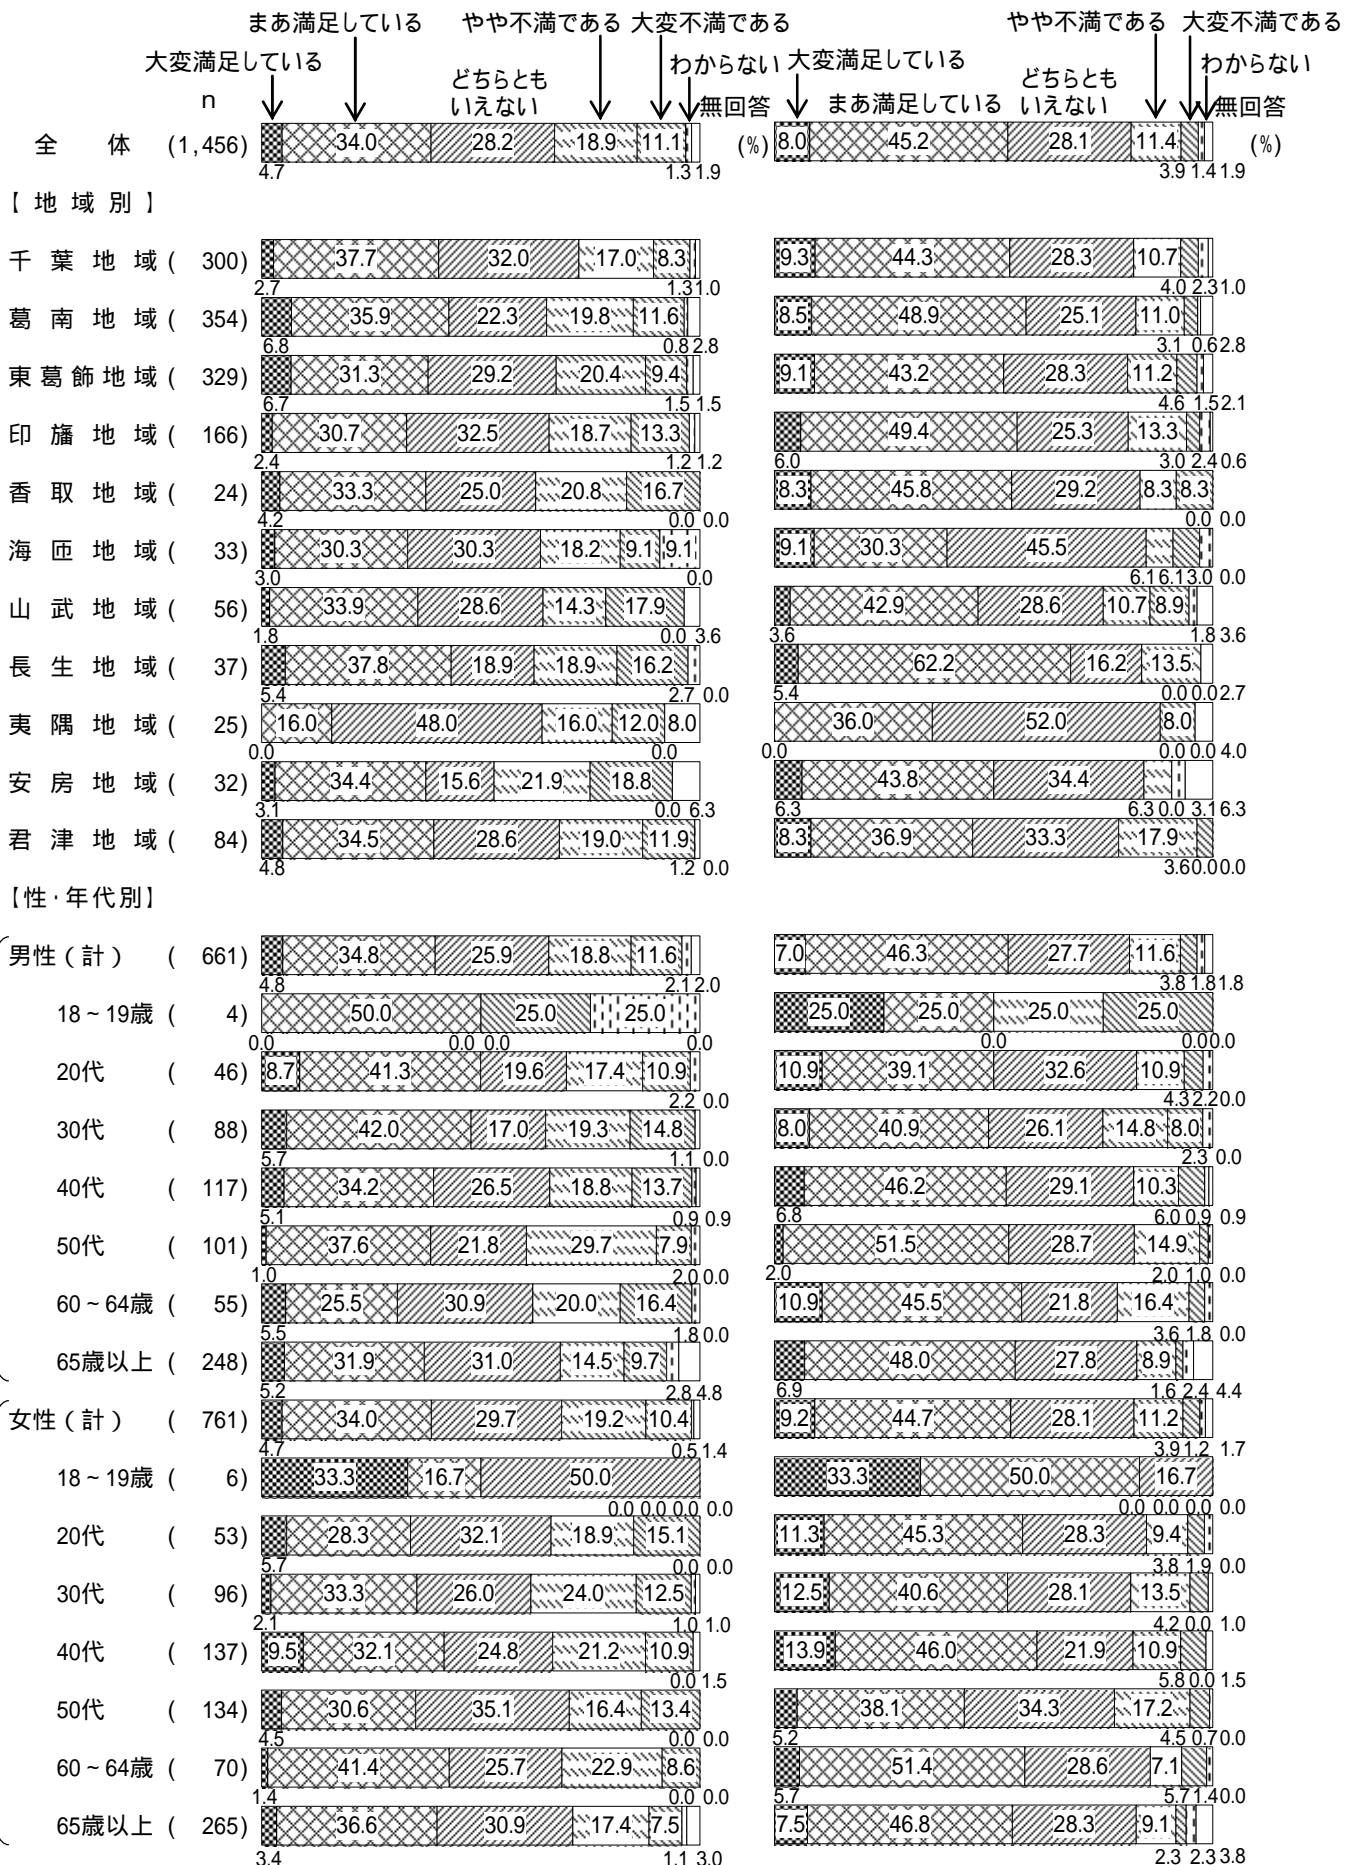 まあ満足している やや不満である 大変不満である やや不満である 大変不満である
大変満足している どちらとも わからない 大変満足している どちらとも わからない
n いえない 無回答 まあ満足している いえない 無回答
全体 (1,456) 34.0 28.2 18.9 11.1 (%) 8.0 45.2 28.1 11.4 (%)
4.7 1.3 1.9 3.9 1.4 1.9
【地域別】
千葉地域 ( 300) 37.7 32.0 17.0 8.3 9.3 44.3 28.3 10.7
2.7 1.3 1.0 4.0 2.3 1.0
葛南地域 ( 354) 35.9 22.3 19.8 11.6 8.5 48.9 25.1 11.0
6.8 0.8 2.8 3.1 0.6 2.8
東葛飾地域 ( 329) 31.3 29.2 20.4 9.4 9.1 43.2 28.3 11.2
6.7 1.5 1.5 4.6 1.5 2.1
印旛地域 ( 166) 30.7 32.5 18.7 13.3 49.4 25.3 13.3
2.4 1.2 1.2 6.0 3.0 2.4 0.6
香取地域 ( 24) 33.3 25.0 20.8 16.7 8.3 45.8 29.2 8.3 8.3
4.2 0.0 0.0 0.0 0.0
海匝地域 ( 33) 30.3 30.3 18.2 9.1 9.1 9.1 30.3 45.5
3.0 0.0 6.1 6.1 3.0 0.0
山武地域 ( 56) 33.9 28.6 14.3 17.9 42.9 28.6 10.7 8.9
1.8 0.0 3.6 3.6 1.8 3.6
長生地域 ( 37) 37.8 18.9 18.9 16.2 62.2 16.2 13.5
5.4 2.7 0.0 5.4 0.0 0.0 2.7
夷隅地域 ( 25) 16.0 48.0 16.0 12.0 8.0 36.0 52.0 8.0
0.0 0.0 0.0 0.0 0.0 4.0
安房地域 ( 32) 34.4 15.6 21.9 18.8 43.8 34.4
3.1 0.0 6.3 6.3 6.3 0.0 3.1 6.3
君津地域 ( 84) 34.5 28.6 19.0 11.9 8.3 36.9 33.3 17.9
4.8 1.2 0.0 3.6 0.0 0.0
【性・年代別】
男性(計) ( 661) 34.8 25.9 18.8 11.6 7.0 46.3 27.7 11.6
4.8 2.1 2.0 3.8 1.8 1.8
18~19歳 ( 4) 50.0 25.0 25.0 25.0 25.0 25.0 25.0
0.0 0.0 0.0 0.0 0.0 0.0 0.0
20代 ( 46) 8.7 41.3 19.6 17.4 10.9 10.9 39.1 32.6 10.9
2.2 0.0 4.3 2.2 0.0
30代 ( 88) 42.0 17.0 19.3 14.8 8.0 40.9 26.1 14.8 8.0
5.7 1.1 0.0 2.3 0.0
40代 ( 117) 34.2 26.5 18.8 13.7 46.2 29.1 10.3
5.1 0.9 0.9 6.8 6.0 0.9 0.9
50代 ( 101) 37.6 21.8 29.7 7.9 51.5 28.7 14.9
1.0 2.0 0.0 2.0 2.0 1.0 0.0
60~64歳 ( 55) 25.5 30.9 20.0 16.4 10.9 45.5 21.8 16.4
5.5 1.8 0.0 3.6 1.8 0.0
65歳以上 ( 248) 31.9 31.0 14.5 9.7 48.0 27.8 8.9
5.2 2.8 4.8 6.9 1.6 2.4 4.4
女性(計) ( 761) 34.0 29.7 19.2 10.4 9.2 44.7 28.1 11.2
4.7 0.5 1.4 3.9 1.2 1.7
18~19歳 ( 6) 33.3 16.7 50.0 33.3 50.0 16.7
0.0 0.0 0.0 0.0 0.0 0.0 0.0 0.0
20代 ( 53) 28.3 32.1 18.9 15.1 11.3 45.3 28.3 9.4
5.7 0.0 0.0 3.8 1.9 0.0
30代 ( 96) 33.3 26.0 24.0 12.5 12.5 40.6 28.1 13.5
2.1 1.0 1.0 4.2 0.0 1.0
40代 ( 137) 9.5 32.1 24.8 21.2 10.9 13.9 46.0 21.9 10.9
0.0 1.5 5.8 0.0 1.5
50代 ( 134) 30.6 35.1 16.4 13.4 38.1 34.3 17.2
4.5 0.0 0.0 5.2 4.5 0.7 0.0
60~64歳 ( 70) 41.4 25.7 22.9 8.6 51.4 28.6 7.1
1.4 0.0 0.0 5.7 5.7 1.4 0.0
65歳以上 ( 265) 36.6 30.9 17.4 7.5 7.5 46.8 28.3 9.1
3.4 1.1 3.0 2.3 2.3 3.8